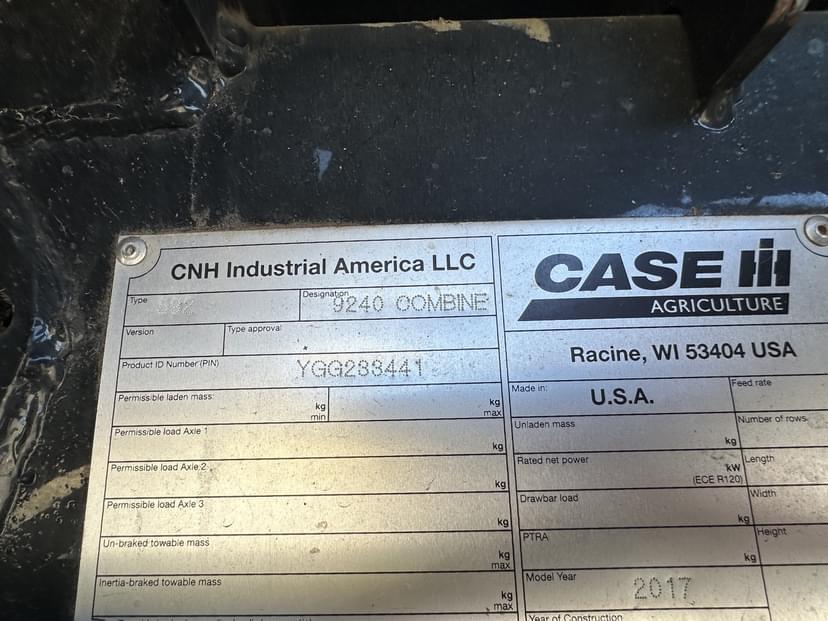 CNH Industrial America LLC
Type
Designation 9240 COMBINE
Version
Type approval
Product ID Number (PIN) YGG233441
Permissible laden mass: kg min kg max
Permissible load Axle 1 kg
Permissible load Axle 2 kg
Permissible load Axle 3 kg
Un-braked towable mass kg max
Inertia-braked towable mass kg max
CASE IH
AGRICULTURE
Racine, WI 53404 USA
Made in: U.S.A.
Feed rate
Unladen mass kg
Number of rows
Rated net power kW (ECE R120)
Length
Drawbar load kg
Width
PTRA kg
Height
Model Year 2017
Year of Construction